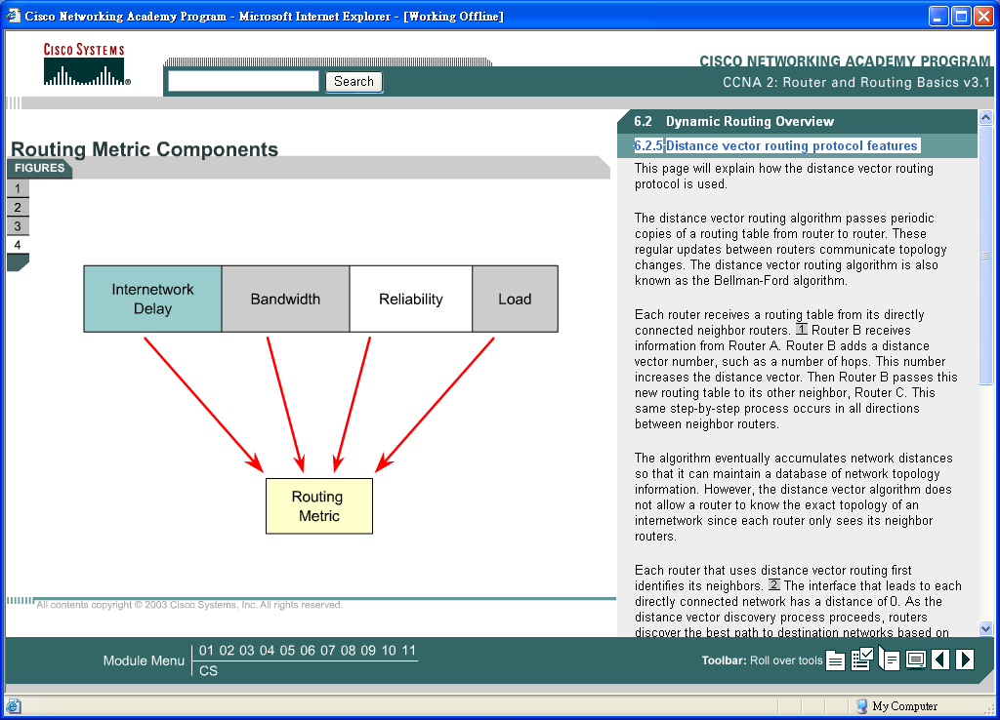 Cisco Networking Academy Program - Microsoft Internet Explorer - [Working Offline]
CISCO SYSTEMS
®
Search
CISCO NETWORKING ACADEMY PROGRAM
CCNA 2: Router and Routing Basics v3.1
Routing Metric Components
FIGURES
1
2
3
4
Internetwork
Delay
Bandwidth
Reliability
Load
Routing
Metric
All contents copyright © 2003 Cisco Systems, Inc. All rights reserved.
6.2 Dynamic Routing Overview
6.2.5 Distance vector routing protocol features
This page will explain how the distance vector routing
protocol is used.
The distance vector routing algorithm passes periodic
copies of a routing table from router to router. These
regular updates between routers communicate topology
changes. The distance vector routing algorithm is also
known as the Bellman-Ford algorithm.
Each router receives a routing table from its directly
connected neighbor routers. 1 Router B receives
information from Router A. Router B adds a distance
vector number, such as a number of hops. This number
increases the distance vector. Then Router B passes this
new routing table to its other neighbor, Router C. This
same step-by-step process occurs in all directions
between neighbor routers.
The algorithm eventually accumulates network distances
so that it can maintain a database of network topology
information. However, the distance vector algorithm does
not allow a router to know the exact topology of an
internetwork since each router only sees its neighbor
routers.
Each router that uses distance vector routing first
identifies its neighbors. 2 The interface that leads to each
directly connected network has a distance of 0. As the
distance vector discovery process proceeds, routers
discover the best path to destination networks based on
Module Menu
01 02 03 04 05 06 07 08 09 10 11
CS
Toolbar: Roll over tools
My Computer